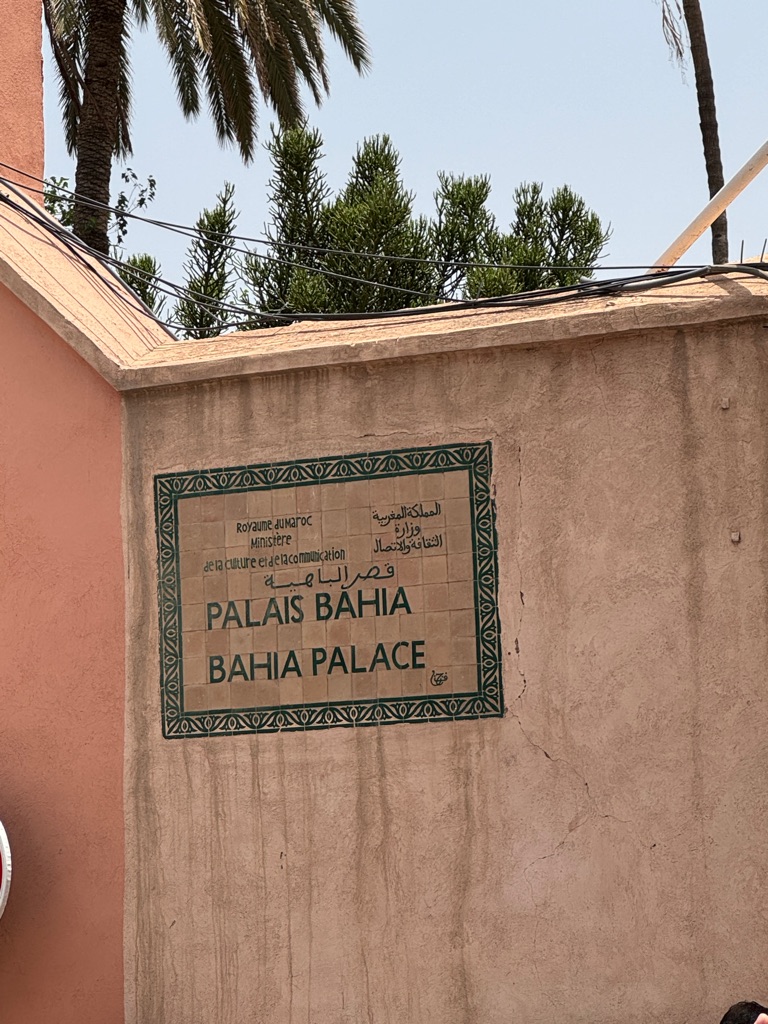 Royaume du Maroc
Ministère
de la culture et de la communication
المملكة المغربية
وزارة
الثقافة والاتصال
قصر الباهية
PALAIS BAHIA
BAHIA PALACE